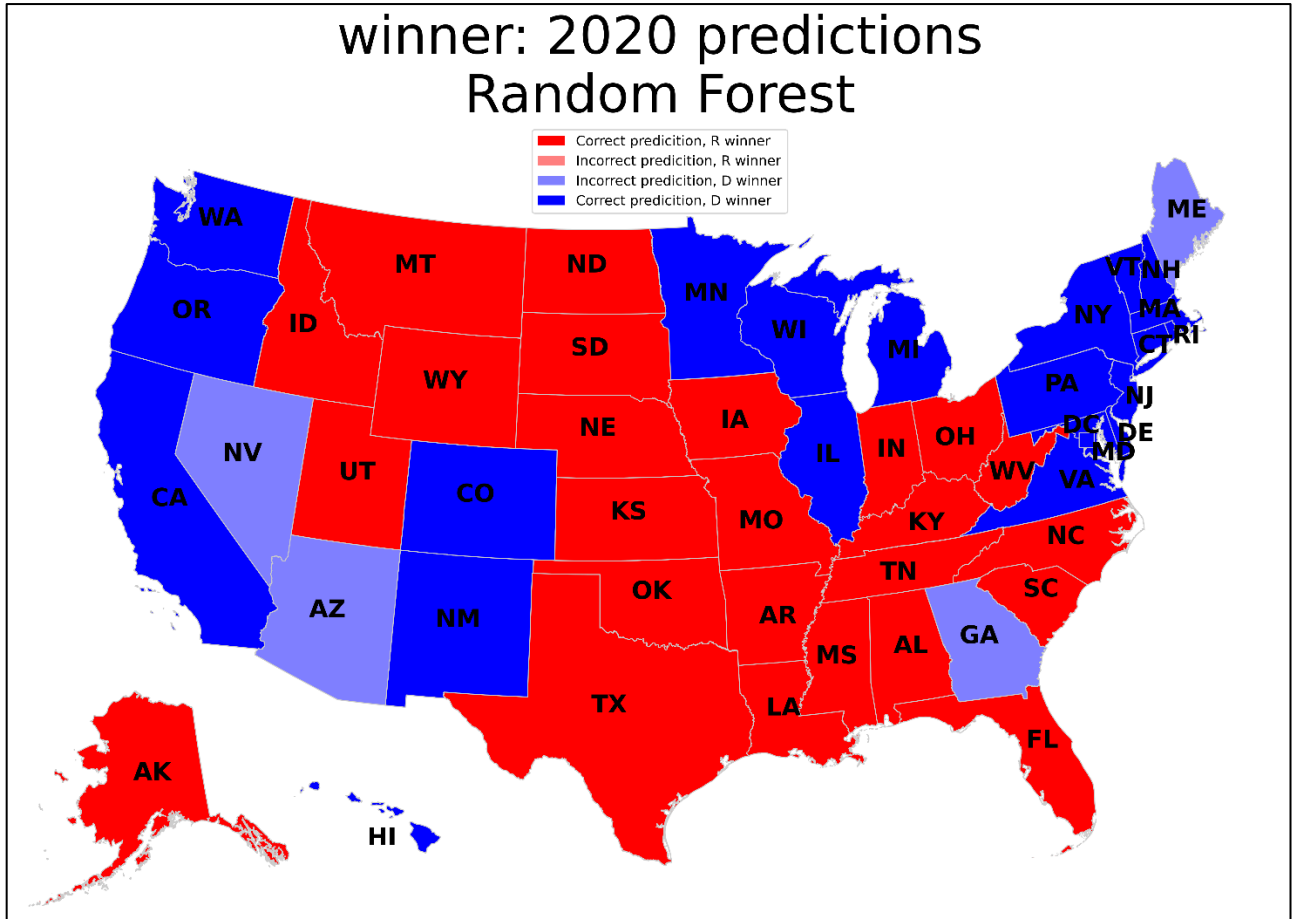 winner: 2020 predictions
Random Forest
Correct predicition, R winner
Incorrect predicition, R winner
Incorrect predicition, D winner
Correct predicition, D winner
WA
MT
ND
MN
ME
VT
NH
OR
ID
SD
WI
MI
NY
MA
RI
CT
WY
PA
NJ
NE
IA
NV
UT
CO
IL
IN
OH
DC
DE
MD
WV
VA
CA
KS
MO
KY
NC
AZ
NM
OK
AR
TN
SC
MS
AL
GA
TX
LA
FL
AK
HI